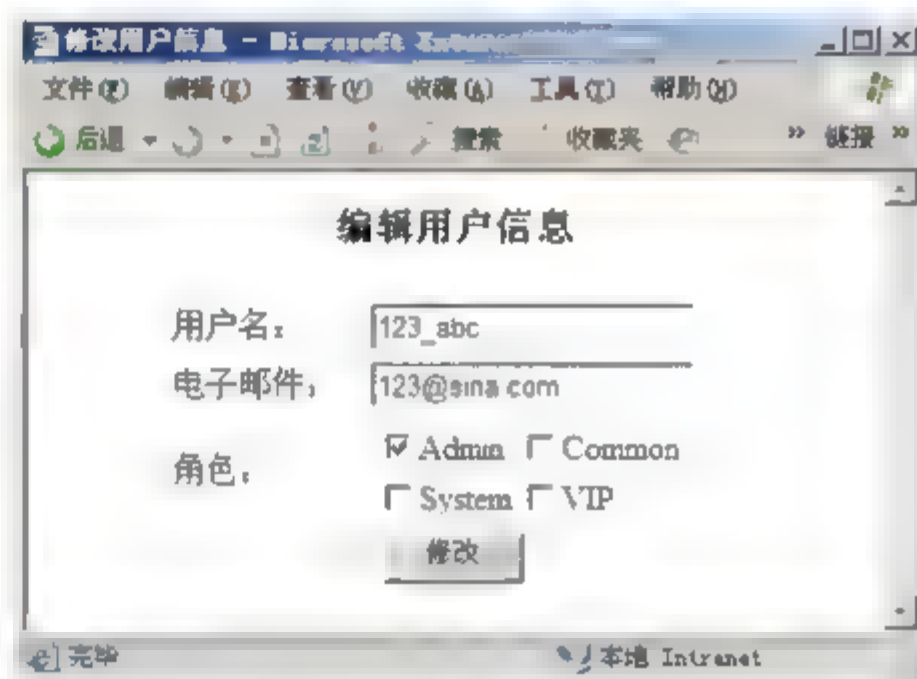 修改用户信息 - Microsoft
文件(F) 编辑(E) 查看(V) 收藏(A) 工具(T) 帮助(H)
后退 搜索 收藏夹 » 链接 »
编辑用户信息
用户名： 123_abc
电子邮件： 123@sina.com
角色： Admin Common
System VIP
修改
完毕 本地 Intranet